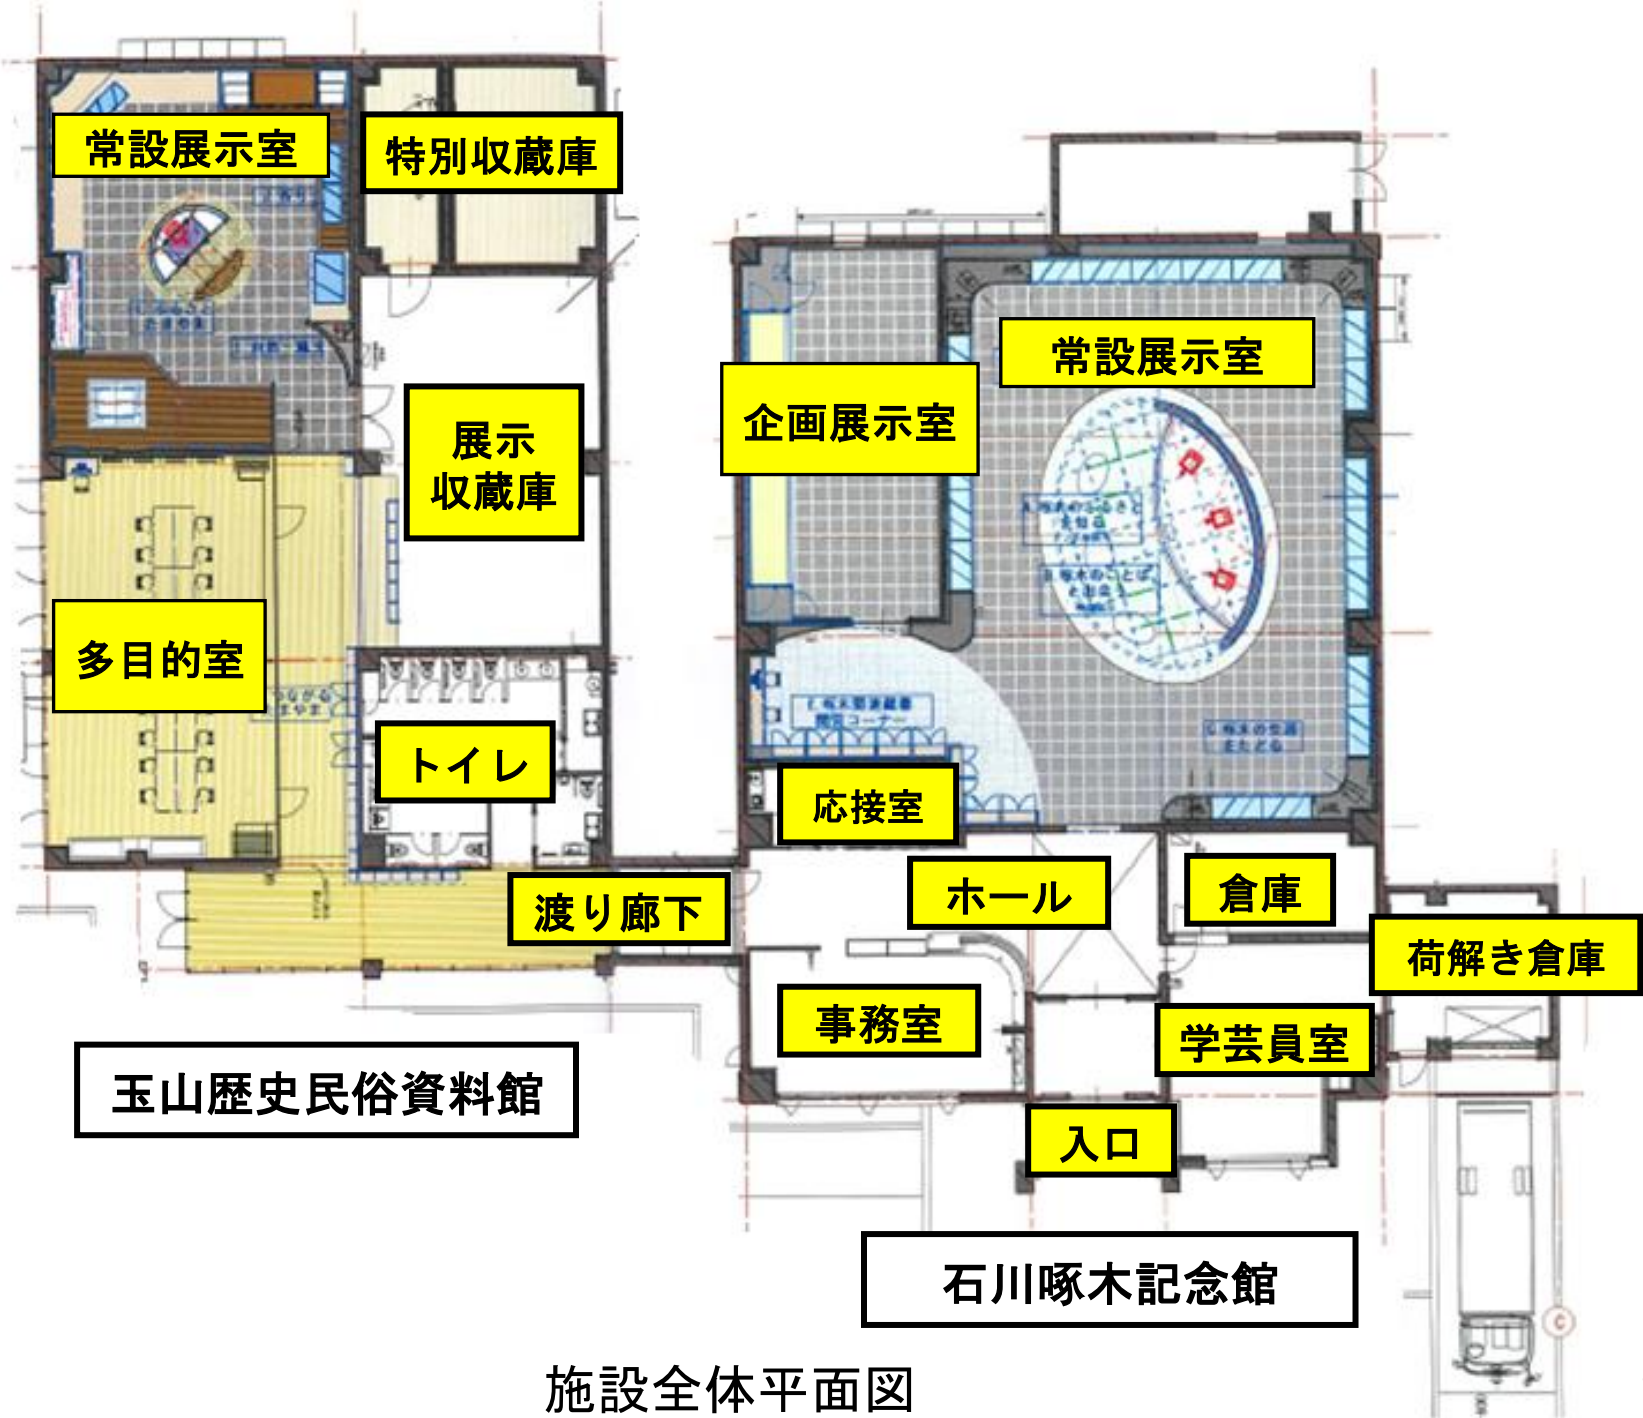 常設展示室
特別収蔵庫
常設展示室
企画展示室
展示
収蔵庫
多目的室
トイレ
応接室
ホール
倉庫
渡り廊下
荷解き倉庫
事務室
学芸員室
玉山歴史民俗資料館
入口
石川啄木記念館
C
施設全体平面図